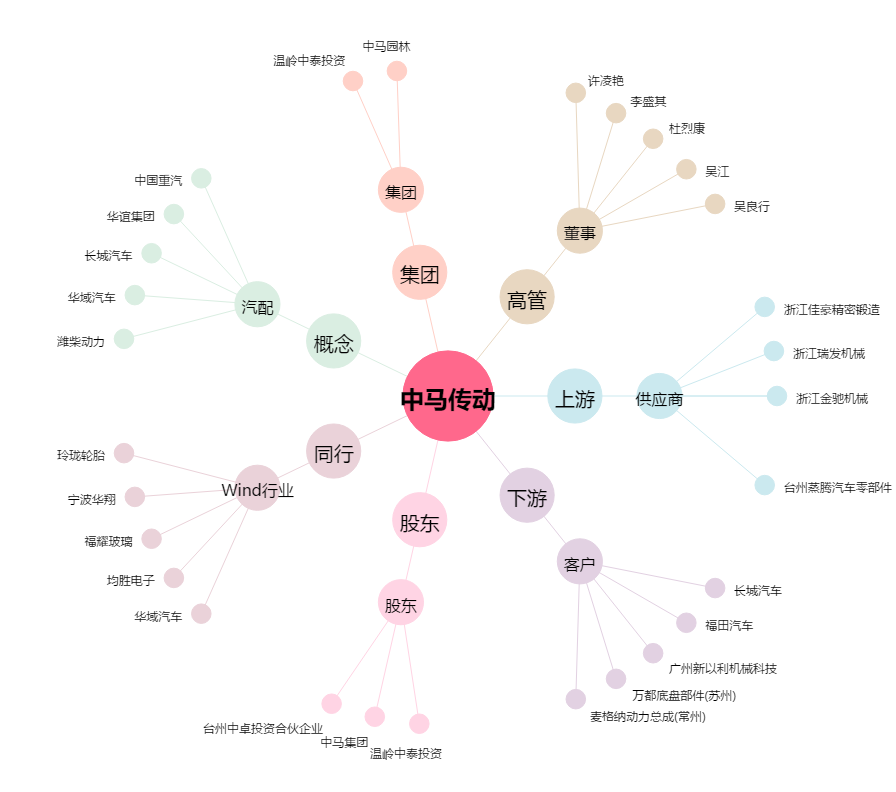 中马园林
温岭中泰投资
集团
集团
许凌艳
李盛其
杜烈康
吴江
吴良行
董事
高管
中国重汽
华谊集团
长城汽车
华域汽车
潍柴动力
汽配
概念
浙江佳豪精密锻造
浙江瑞发机械
浙江金驰机械
台州蒸腾汽车零部件
供应商
上游
中马传动
同行
Wind行业
玲珑轮胎
宁波华翔
福耀玻璃
均胜电子
华域汽车
下游
客户
长城汽车
福田汽车
广州新以利机械科技
万都底盘部件(苏州)
麦格纳动力总成(常州)
股东
股东
台州中卓投资合伙企业
中马集团
温岭中泰投资